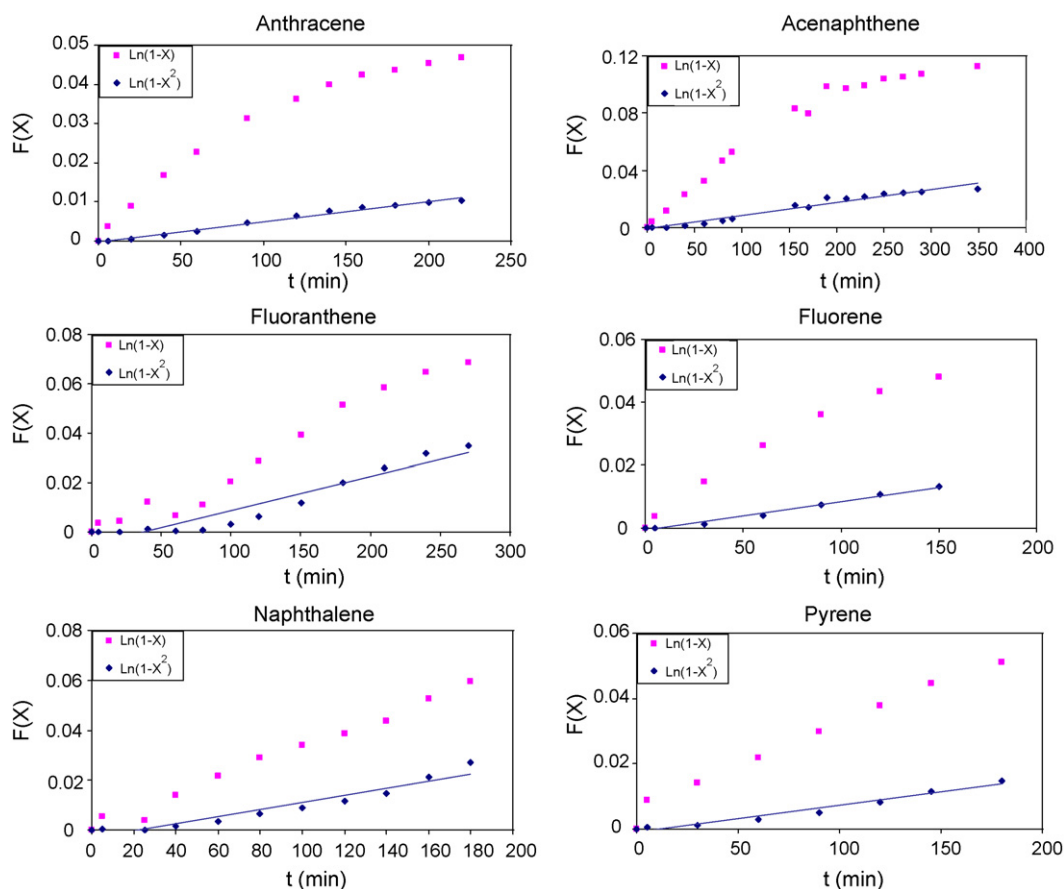 Anthracene
0.05
0.04
0.03
0.02
0.01
0
F(X)
Ln(1-X)
Ln(1-X²)
0 50 100 150 200 250
t (min)
Acenaphthene
0.12
0.08
0.04
0
F(X)
Ln(1-X)
Ln(1-X²)
0 50 100 150 200 250 300 350 400
t (min)
Fluoranthene
0.08
0.06
0.04
0.02
0
F(X)
Ln(1-X)
Ln(1-X²)
0 50 100 150 200 250 300
t (min)
Fluorene
0.06
0.04
0.02
0
F(X)
Ln(1-X)
Ln(1-X²)
0 50 100 150 200
t (min)
Naphthalene
0.08
0.06
0.04
0.02
0
F(X)
Ln(1-X)
Ln(1-X²)
0 20 40 60 80 100 120 140 160 180 200
t (min)
Pyrene
0.06
0.04
0.02
0
F(X)
Ln(1-X)
Ln(1-X²)
0 50 100 150 200
t (min)